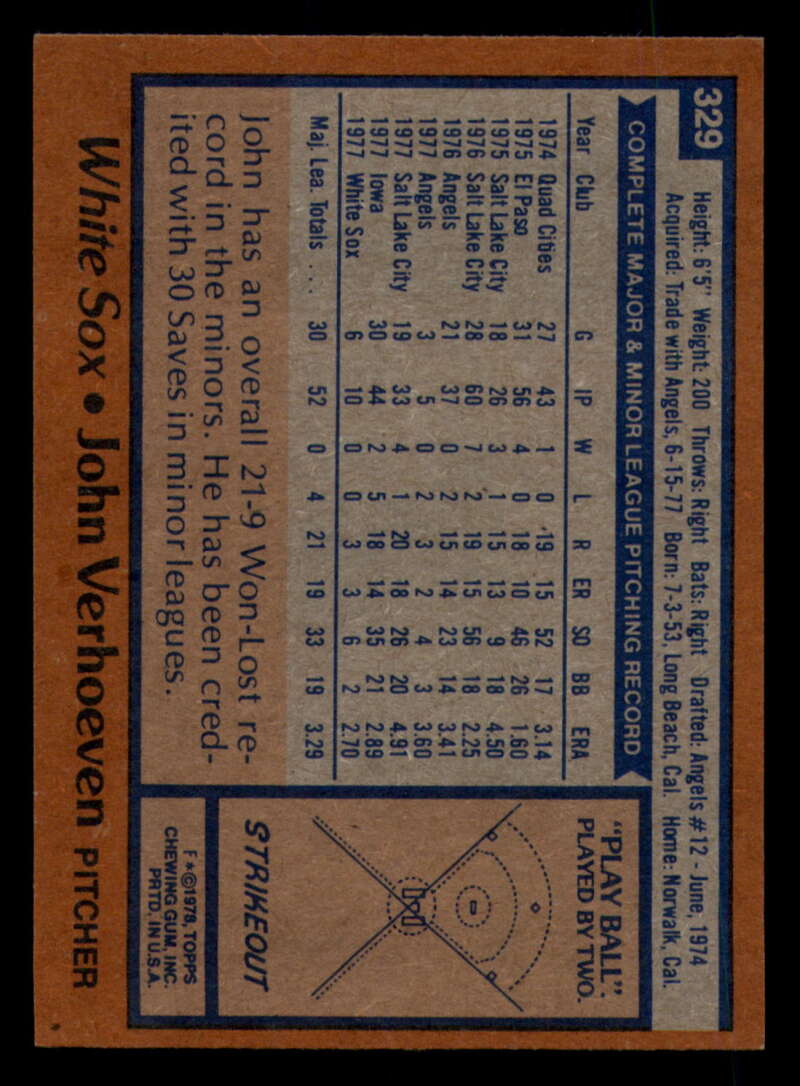 329
Height: 6'5" Weight: 200 Throws: Right Bats: Right Drafted: Angels #12 - June, 1974
Acquired: Trade with Angels, 6-15-77 Born: 7-3-53, Long Beach, Cal. Home: Norwalk, Cal.
COMPLETE MAJOR & MINOR LEAGUE PITCHING RECORD
Year Club G IP W L R ER SO BB ERA
1974 Quad Cities 27 43 1 0 19 15 52 17 3.14
1975 El Paso 31 56 4 0 18 10 46 26 1.60
1975 Salt Lake City 18 26 3 1 15 13 9 18 4.50
1976 Salt Lake City 28 60 7 2 19 15 56 18 2.25
1976 Angels 21 37 0 2 15 14 23 14 3.41
1977 Angels 3 5 0 2 3 2 4 3 3.60
1977 Salt Lake City 19 33 4 1 20 18 26 20 4.91
1977 Iowa 30 44 2 5 18 14 35 21 2.89
1977 White Sox 6 10 0 0 3 3 6 2 2.70
Maj. Lea. Totals .... 30 52 0 4 21 19 33 19 3.29
John has an overall 21-9 Won-Lost re-
cord in the minors. He has been cred-
ited with 30 Saves in minor leagues.
"PLAY BALL"
PLAYED BY TWO.
STRIKEOUT
F*©1978, TOPPS
CHEWING GUM, INC.
PRTD. IN U.S.A.
White Sox • John Verhoeven PITCHER